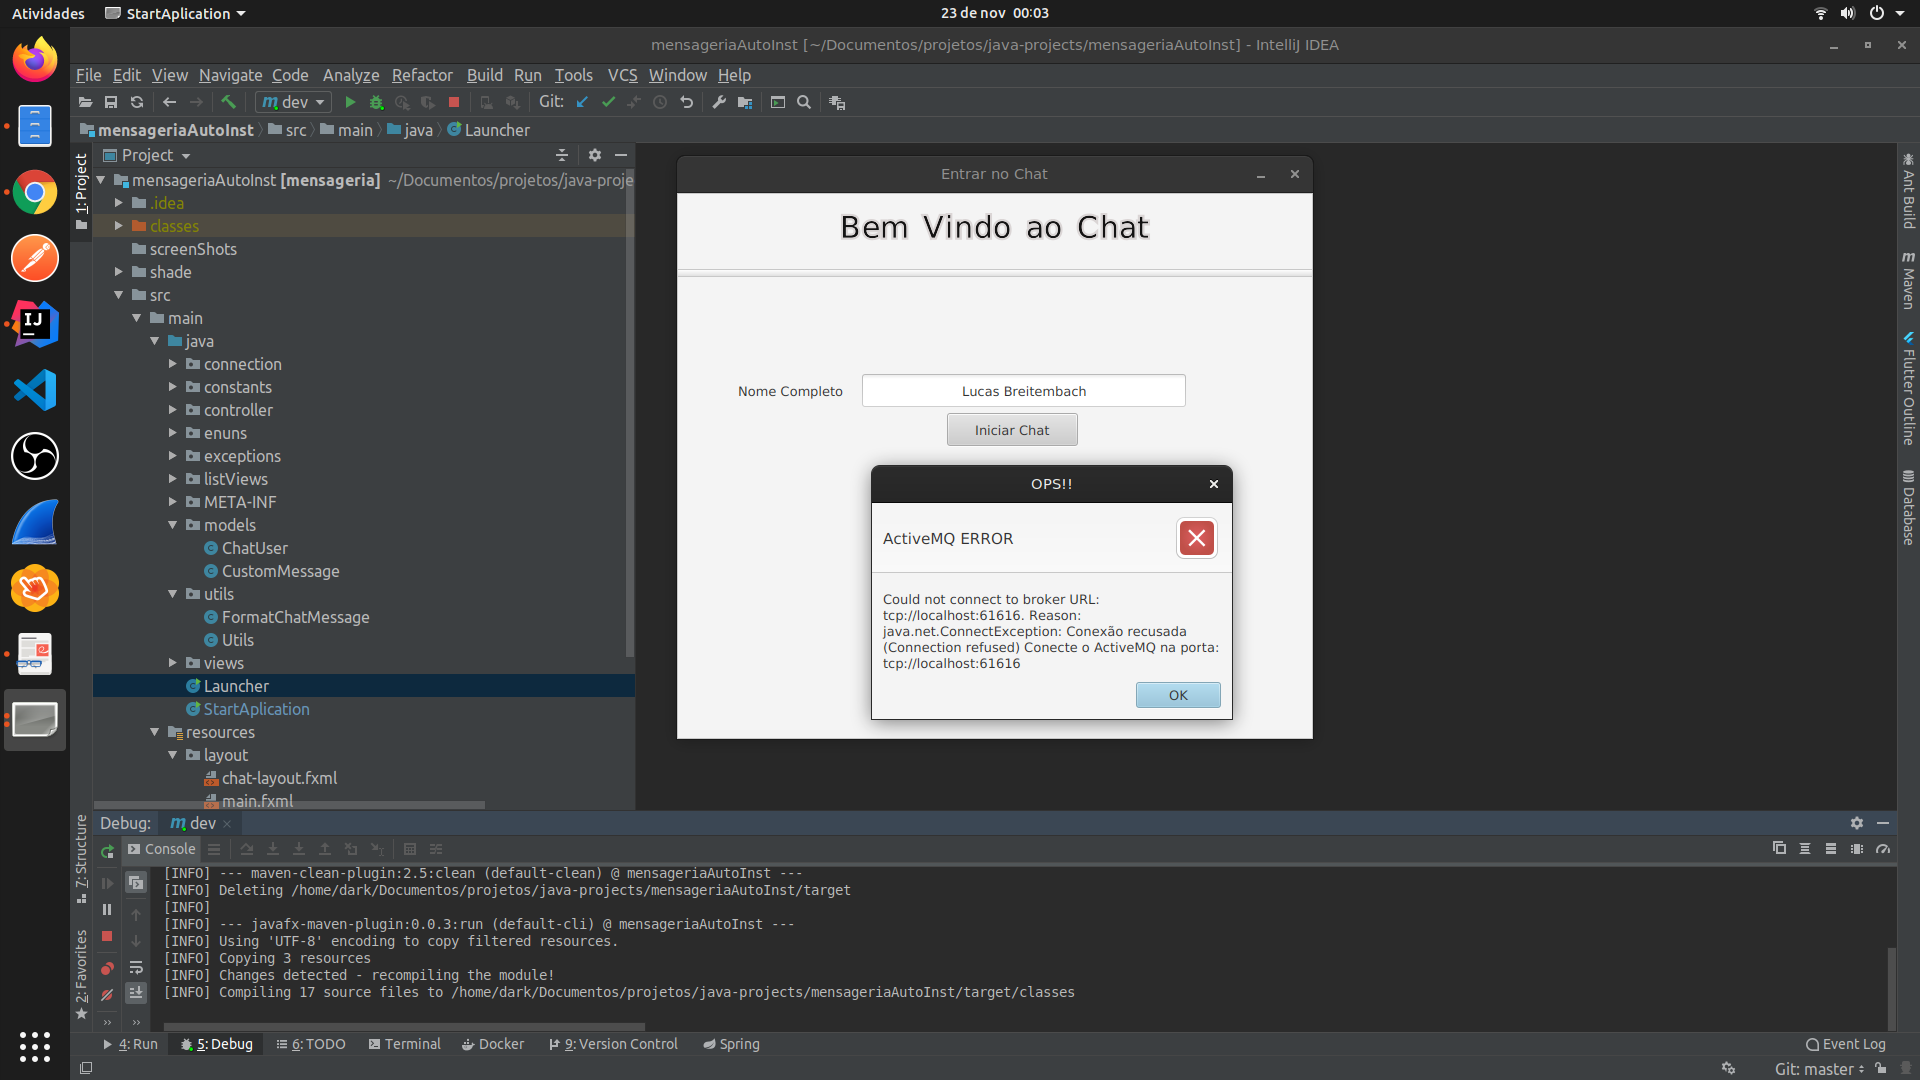 Atividades
StartAplication
23 de nov 00:03
mensageriaAutoInst [~/Documentos/projetos/java-projects/mensageriaAutoInst] - IntelliJ IDEA
File Edit View Navigate Code Analyze Refactor Build Run Tools VCS Window Help
dev
Git:
mensageriaAutoInst
src
main
java
Launcher
1: Project
Project
mensageriaAutoInst [mensageria] ~/Documentos/projetos/java-proje
.idea
classes
screenShots
shade
src
main
java
connection
constants
controller
enuns
exceptions
listViews
META-INF
models
ChatUser
CustomMessage
utils
FormatChatMessage
Utils
views
Launcher
StartAplication
resources
layout
chat-layout.fxml
main.fxml
Entrar no Chat
Bem Vindo ao Chat
Nome Completo
Lucas Breitembach
Iniciar Chat
OPS!!
ActiveMQ ERROR
Could not connect to broker URL:
tcp://localhost:61616. Reason:
java.net.ConnectException: Conexão recusada
(Connection refused) Conecte o ActiveMQ na porta:
tcp://localhost:61616
OK
Ant Build
m Maven
Flutter Outline
Database
7: Structure
2: Favorites
Debug:
dev
Console
[INFO] --- maven-clean-plugin:2.5:clean (default-clean) @ mensageriaAutoInst ---
[INFO] Deleting /home/dark/Documentos/projetos/java-projects/mensageriaAutoInst/target
[INFO]
[INFO] --- javafx-maven-plugin:0.0.3:run (default-cli) @ mensageriaAutoInst ---
[INFO] Using 'UTF-8' encoding to copy filtered resources.
[INFO] Copying 3 resources
[INFO] Changes detected - recompiling the module!
[INFO] Compiling 17 source files to /home/dark/Documentos/projetos/java-projects/mensageriaAutoInst/target/classes
4: Run
5: Debug
6: TODO
Terminal
Docker
9: Version Control
Spring
Event Log
Git: master